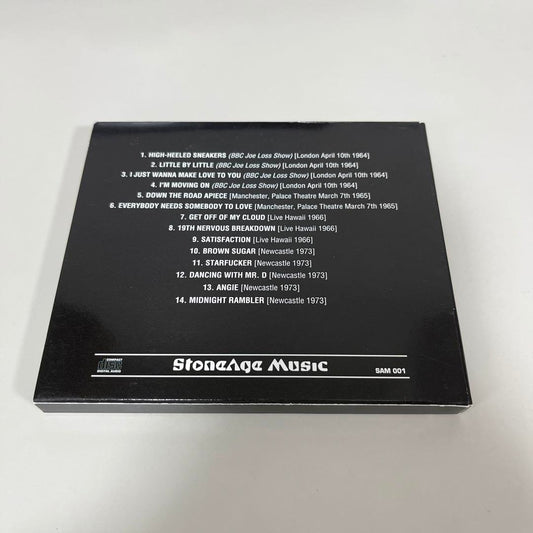 1. HIGH-HEELED SNEAKERS (BBC Joe Loss Show) [London April 10th 1964]
2. LITTLE BY LITTLE (BBC Joe Loss Show) [London April 10th 1964]
3. I JUST WANNA MAKE LOVE TO YOU (BBC Joe Loss Show) [London April 10th 1964]
4. I'M MOVING ON (BBC Joe Loss Show) [London April 10th 1964]
5. DOWN THE ROAD APIECE [Manchester, Palace Theatre March 7th 1965]
6. EVERYBODY NEEDS SOMEBODY TO LOVE [Manchester, Palace Theatre March 7th 1965]
7. GET OFF OF MY CLOUD [Live Hawaii 1966]
8. 19TH NERVOUS BREAKDOWN [Live Hawaii 1966]
9. SATISFACTION [Live Hawaii 1966]
10. BROWN SUGAR [Newcastle 1973]
11. STARFUCKER [Newcastle 1973]
12. DANCING WITH MR. D [Newcastle 1973]
13. ANGIE [Newcastle 1973]
14. MIDNIGHT RAMBLER [Newcastle 1973]
COMPACT
disc
DIGITAL AUDIO
StoneAge Music
SAM 001